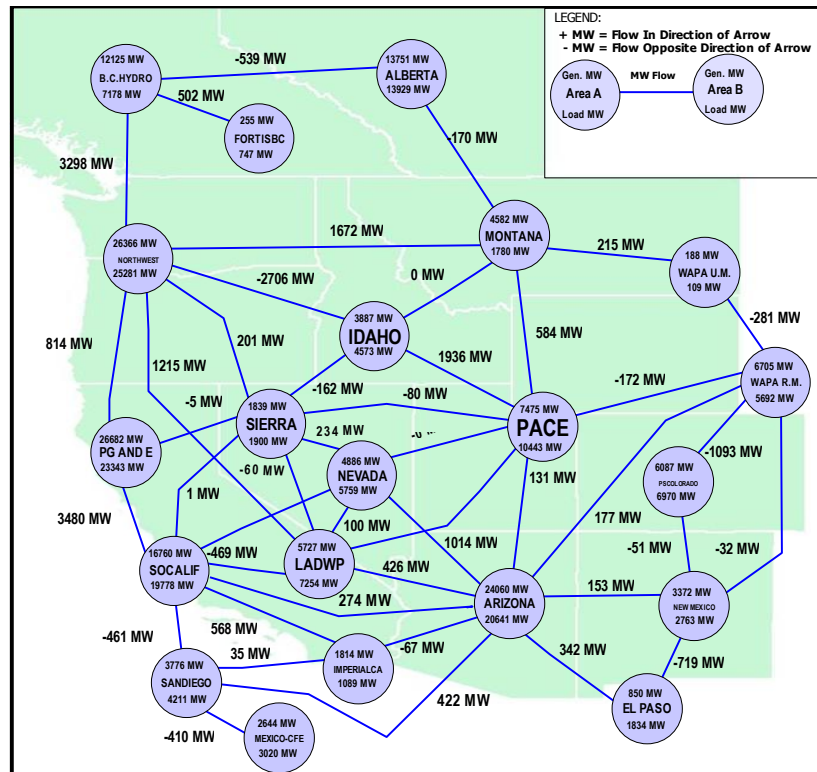 LEGEND:
+ MW = Flow In Direction of Arrow
- MW = Flow Opposite Direction of Arrow
Gen. MW
Area A
Load MW
MW Flow
Gen. MW
Area B
Load MW
12125 MW
B.C.HYDRO
7178 MW
-539 MW
13751 MW
ALBERTA
13929 MW
502 MW
255 MW
FORTISBC
747 MW
-170 MW
3298 MW
4582 MW
MONTANA
1780 MW
1672 MW
215 MW
188 MW
WAPA U.M.
109 MW
26366 MW
NORTHWEST
25281 MW
-2706 MW
0 MW
3887 MW
IDAHO
4573 MW
584 MW
-281 MW
814 MW
1215 MW
201 MW
1936 MW
-172 MW
6705 MW
WAPA R.M.
5692 MW
-5 MW
-162 MW
-80 MW
1839 MW
SIERRA
1900 MW
234 MW
7475 MW
PACE
10443 MW
26682 MW
PG AND E
23343 MW
-60 MW
4886 MW
NEVADA
5759 MW
131 MW
-1093 MW
6087 MW
PSCOLORADO
6970 MW
1 MW
3480 MW
100 MW
1014 MW
177 MW
-469 MW
-51 MW
-32 MW
16760 MW
SOCALIF
19778 MW
5727 MW
LADWP
7254 MW
426 MW
274 MW
24060 MW
ARIZONA
20641 MW
153 MW
3372 MW
NEW MEXICO
2763 MW
-461 MW
568 MW
35 MW
-67 MW
1814 MW
IMPERIALCA
1089 MW
342 MW
-719 MW
3776 MW
SANDIEGO
4211 MW
422 MW
850 MW
EL PASO
1834 MW
-410 MW
2644 MW
MEXICO-CFE
3020 MW